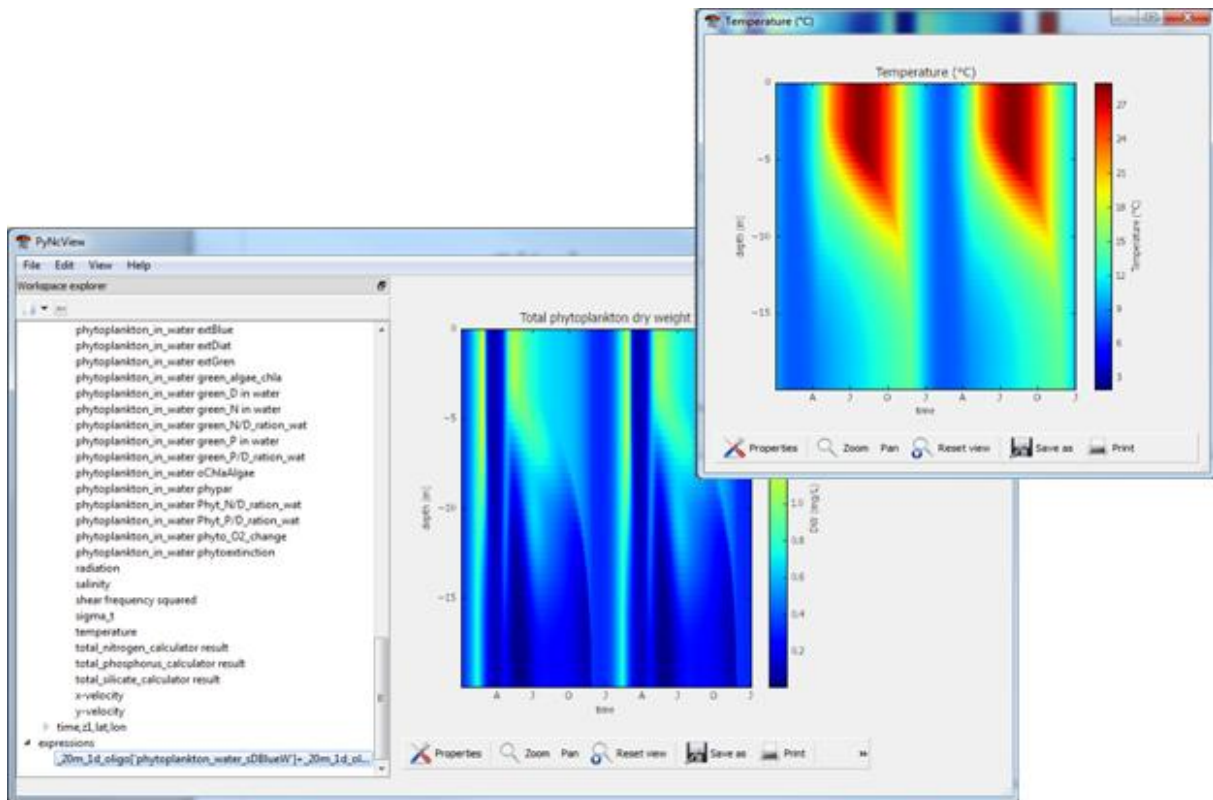 Temperature (°C)
Temperature (°C)
0
−5
−10
−15
depth (m)
A J O J A J O J
time
27
24
21
18
15
12
9
6
3
Temperature (°C)
Properties Zoom Pan Reset view Save as Print
PyNcView
File Edit View Help
Workspace explorer
phytoplankton_in_water extBlue
phytoplankton_in_water extDiat
phytoplankton_in_water extGren
phytoplankton_in_water green_algae_chla
phytoplankton_in_water green_D in water
phytoplankton_in_water green_N in water
phytoplankton_in_water green_N/D_ration_wat
phytoplankton_in_water green_P in water
phytoplankton_in_water green_P/D_ration_wat
phytoplankton_in_water oChlaAlgae
phytoplankton_in_water phypar
phytoplankton_in_water Phyt_N/D_ration_wat
phytoplankton_in_water Phyt_P/D_ration_wat
phytoplankton_in_water phyto_O2_change
phytoplankton_in_water phytoextinction
radiation
salinity
shear frequency squared
sigma_t
temperature
total_nitrogen_calculator result
total_phosphorus_calculator result
total_silicate_calculator result
x-velocity
y-velocity
time,z1,lat,lon
expressions
_20m_1d_oligo['phytoplankton_water_sDBlueW']+_20m_1d_ol...
Total phytoplankton dry weight
0
−5
−10
−15
depth (m)
A J O J A J O J
time
1.0
0.8
0.6
0.4
0.2
Properties Zoom Pan Reset view Save as Print »